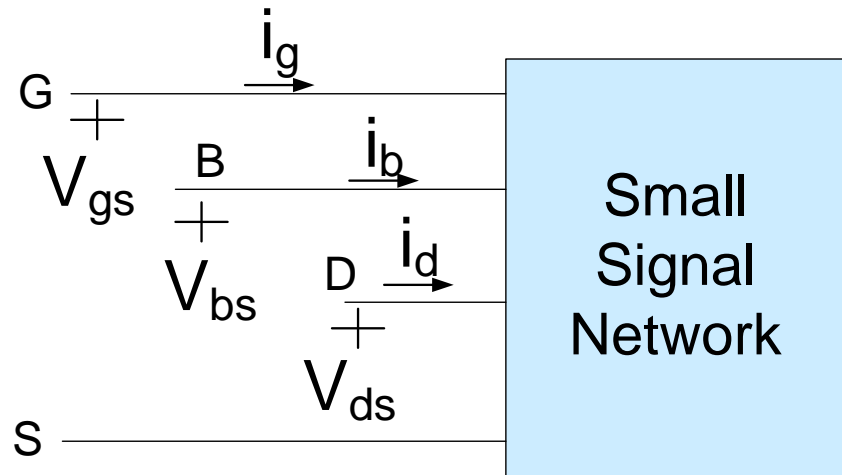 i_g
G
+
V_gs
B
i_b
+
V_bs
D
i_d
+
V_ds
S
Small
Signal
Network